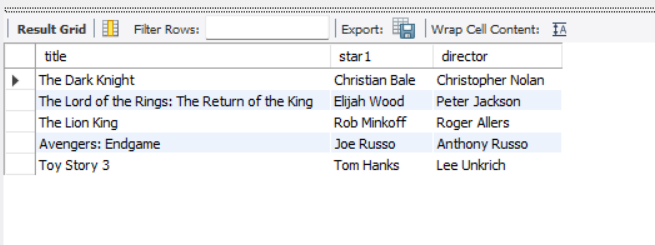 Result Grid Filter Rows: Export: Wrap Cell Content:
title star1 director
The Dark Knight Christian Bale Christopher Nolan
The Lord of the Rings: The Return of the King Elijah Wood Peter Jackson
The Lion King Rob Minkoff Roger Allers
Avengers: Endgame Joe Russo Anthony Russo
Toy Story 3 Tom Hanks Lee Unkrich